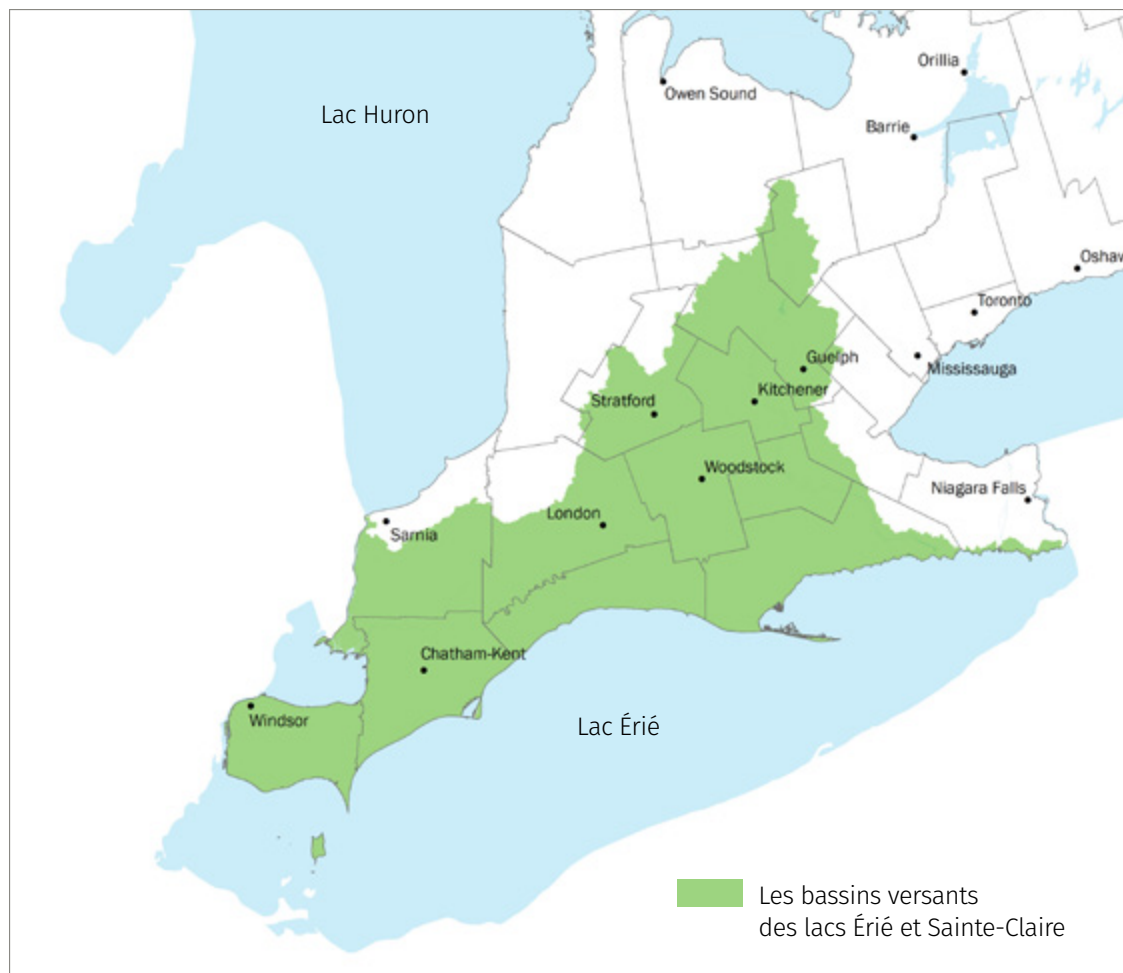 Orillia
Lac Huron
Owen Sound
Barrie
Oshaw
Toronto
Guelph
Mississauga
Kitchener
Stratford
Woodstock
Niagara Falls
London
Sarnia
Chatham-Kent
Windsor
Lac Érié
Les bassins versants
des lacs Érié et Sainte-Claire